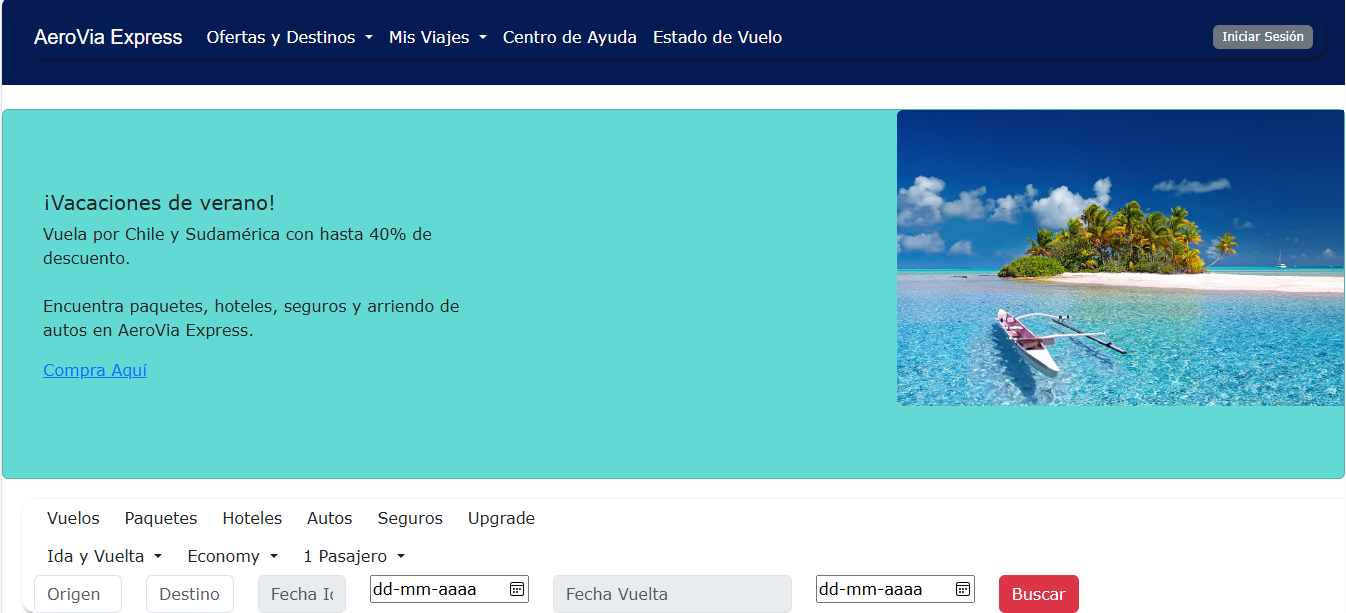 AeroVia Express Ofertas y Destinos Mis Viajes Centro de Ayuda Estado de Vuelo Iniciar Sesión
¡Vacaciones de verano!
Vuela por Chile y Sudamérica con hasta 40% de
descuento.
Encuentra paquetes, hoteles, seguros y arriendo de
autos en AeroVia Express.
Compra Aquí
Vuelos Paquetes Hoteles Autos Seguros Upgrade
Ida y Vuelta Economy 1 Pasajero
Origen Destino Fecha dd-mm-aaaa Fecha Vuelta dd-mm-aaaa Buscar